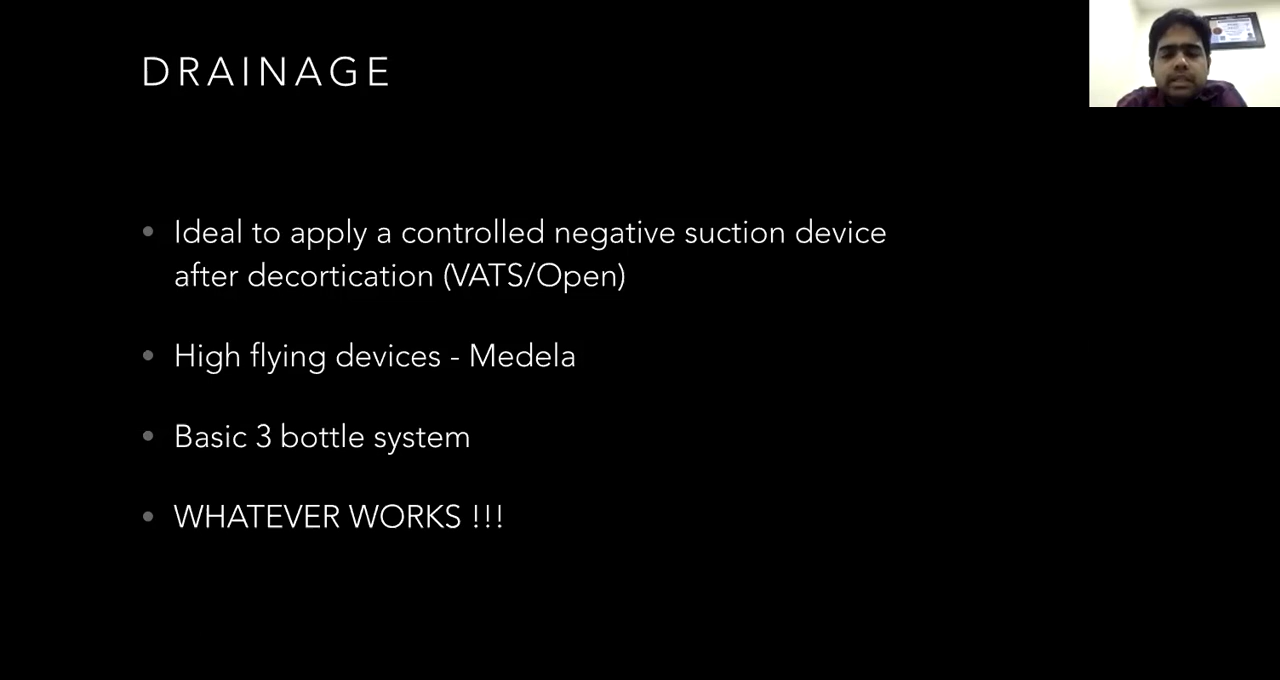 DRAINAGE
• Ideal to apply a controlled negative suction device
after decortication (VATS/Open)
• High flying devices - Medela
• Basic 3 bottle system
• WHATEVER WORKS !!!